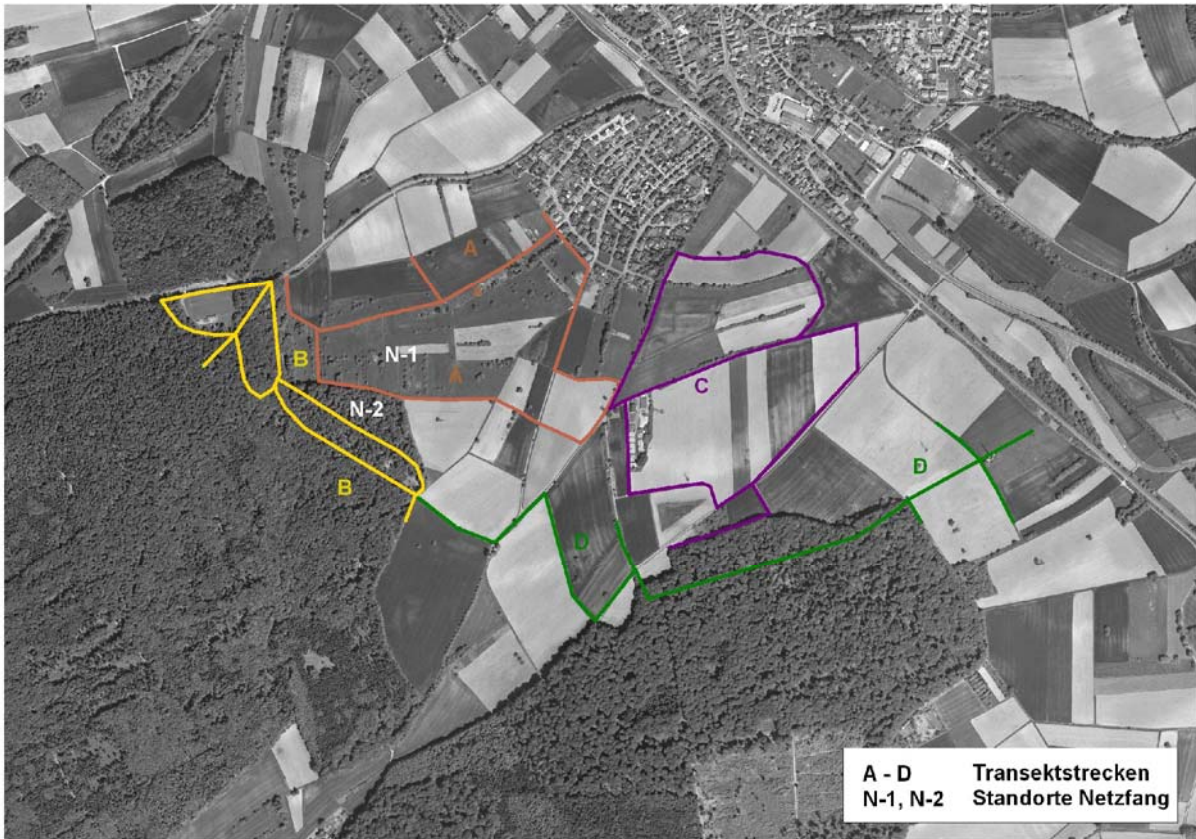 A
A
N-1
B
C
N-2
D
B
D
A - D Transektstrecken
N-1, N-2 Standorte Netzfang